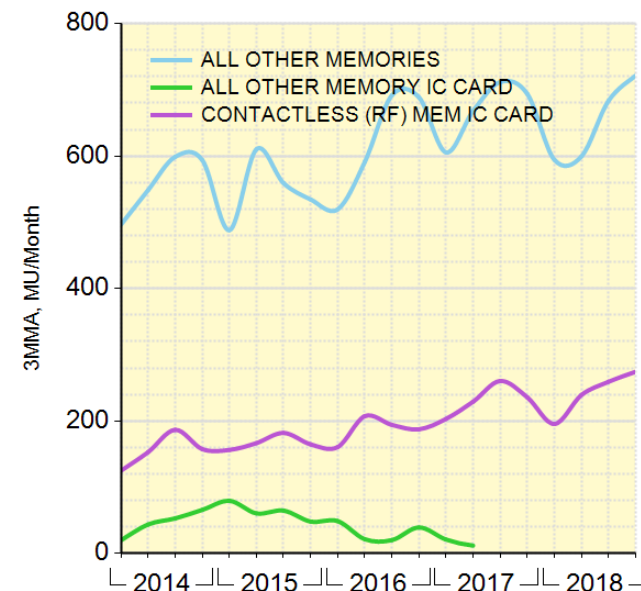 800
ALL OTHER MEMORIES
ALL OTHER MEMORY IC CARD
CONTACTLESS (RF) MEM IC CARD
600
3MMA, MU/Month
400
200
0
2014 2015 2016 2017 2018